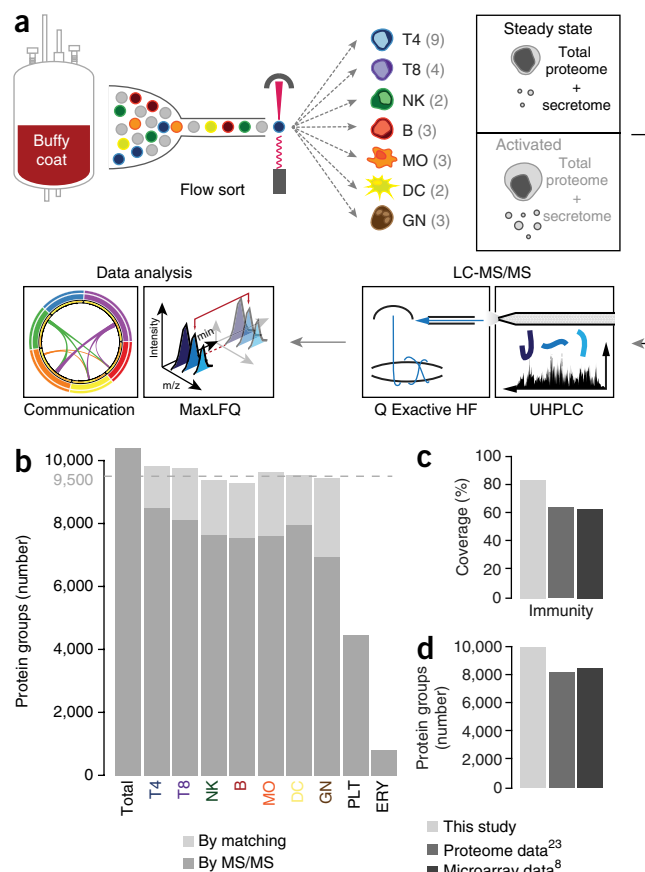 a
Buffy
coat
Flow sort
T4 (9)
T8 (4)
NK (2)
B (3)
MO (3)
DC (2)
GN (3)
Steady state
Total
proteome
+
secretome
Activated
Total
proteome
+
secretome
Data analysis
LC-MS/MS
Intensity
min
m/z
Communication
MaxLFQ
Q Exactive HF
UHPLC
b
Protein groups (number)
10,000
9,500
8,000
6,000
4,000
2,000
0
Total
T4
T8
NK
B
MO
DC
GN
PLT
ERY
By matching
By MS/MS
c
Coverage (%)
100
80
60
40
20
0
Immunity
d
Protein groups
(number)
10,000
8,000
6,000
4,000
2,000
0
This study
Proteome data23
Microarray data8